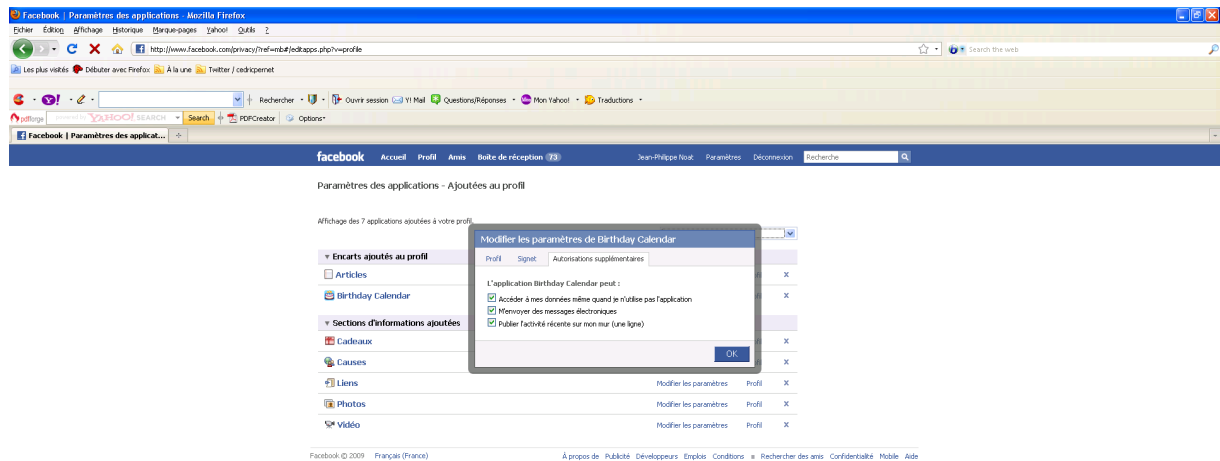 Facebook | Paramètres des applications - Mozilla Firefox
Fichier Édition Affichage Historique Marque-pages Yahoo! Outils ?
http://www.facebook.com/privacy/?ref=mb#/editapps.php?v=profile
Search the web
Les plus visités Débuter avec Firefox À la une Twitter / cedricpernet
Rechercher Ouvrir session Y! Mail Questions/Réponses Mon Yahoo! Traductions
pdfforge powered by YAHOO! SEARCH Search PDFCreator Options
Facebook | Paramètres des applicat...
facebook Accueil Profil Amis Boîte de réception 73 Jean-Philippe Noat Paramètres Déconnexion Recherche
Paramètres des applications - Ajoutées au profil
Affichage des 7 applications ajoutées à votre profil.
Modifier les paramètres de Birthday Calendar
Profil Signet Autorisations supplémentaires
L'application Birthday Calendar peut :
Accéder à mes données même quand je n'utilise pas l'application
M'envoyer des messages électroniques
Publier l'activité récente sur mon mur (une ligne)
OK
Encarts ajoutés au profil
Articles x
Birthday Calendar x
Sections d'informations ajoutées
Cadeaux x
Causes x
Liens Modifier les paramètres Profil x
Photos Modifier les paramètres Profil x
Vidéo Modifier les paramètres Profil x
Facebook © 2009 Français (France) À propos de Publicité Développeurs Emplois Conditions Rechercher des amis Confidentialité Mobile Aide